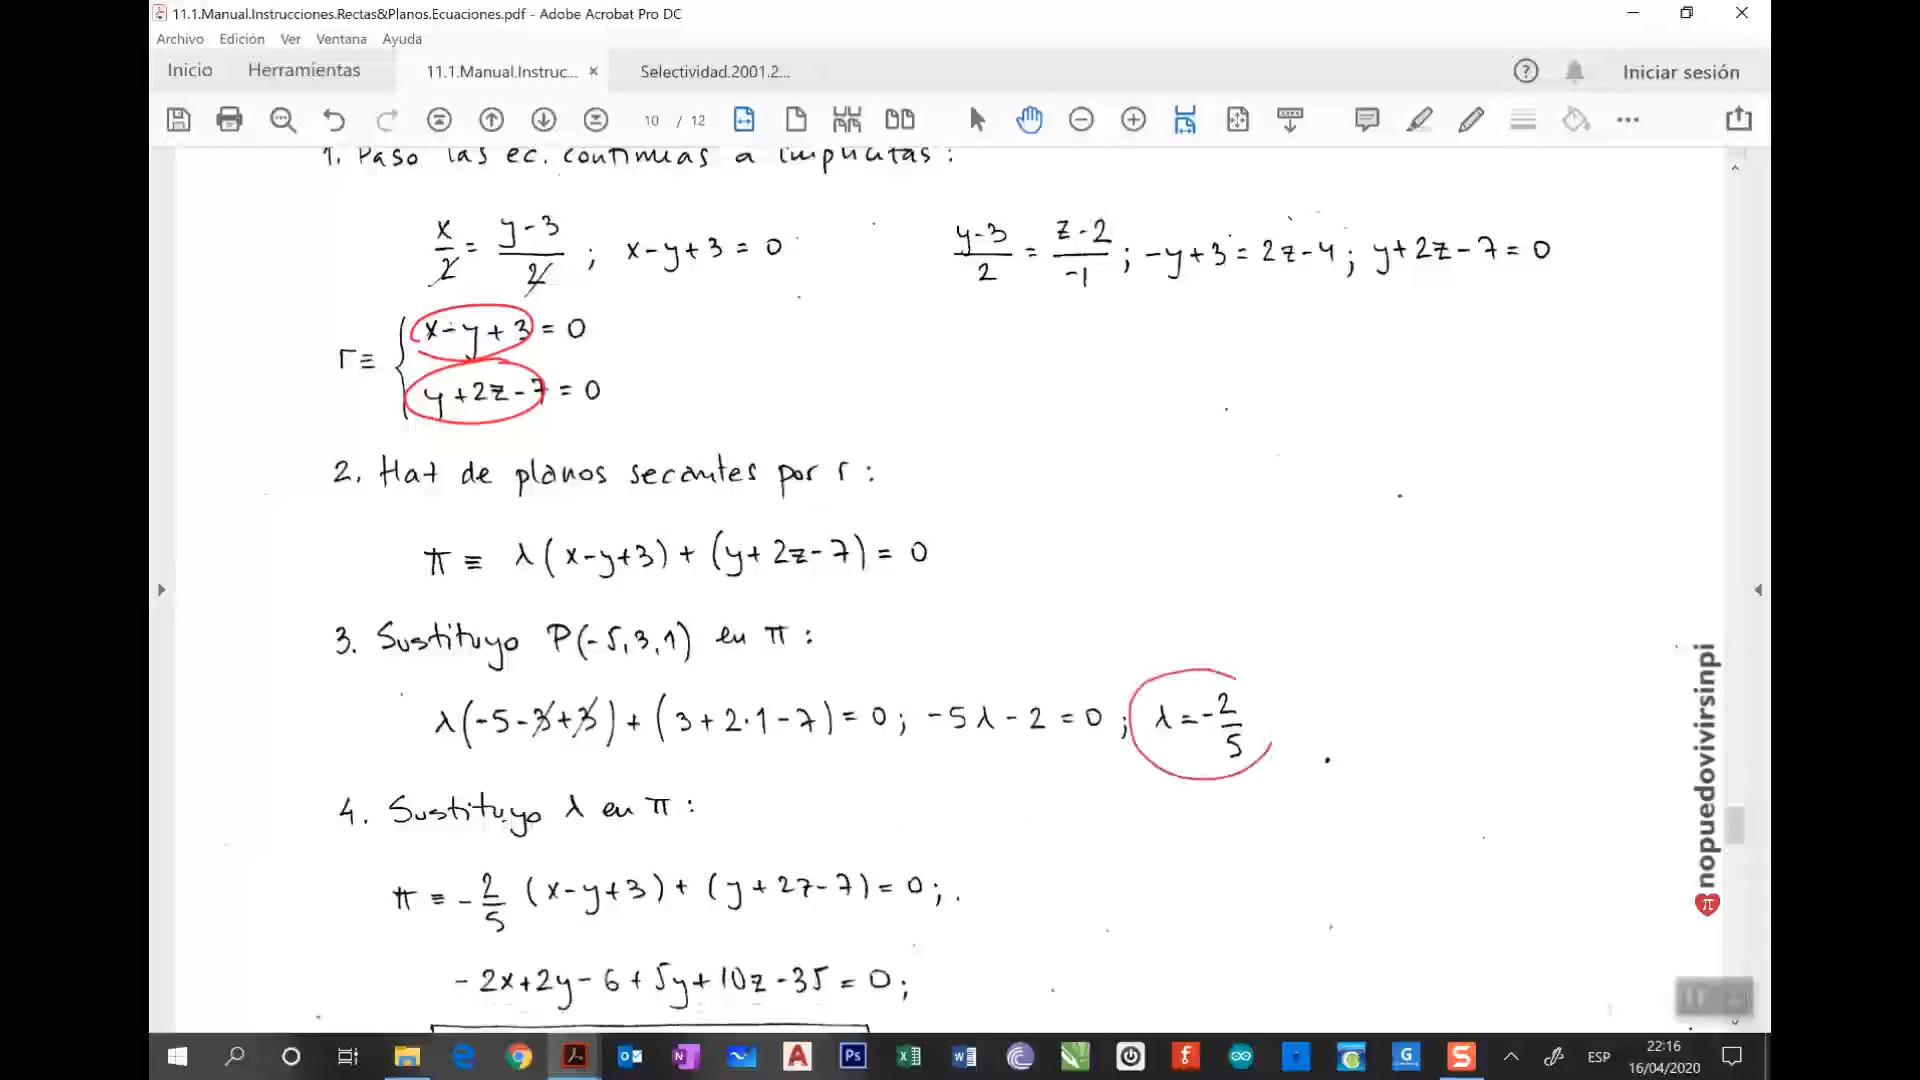 11.1.Manual.Instrucciones.Rectas&Planos.Ecuaciones.pdf - Adobe Acrobat Pro DC
Archivo Edición Ver Ventana Ayuda
Inicio Herramientas 11.1.Manual.Instruc... × Selectividad.2001.2... Iniciar sesión
10 / 12
1. Paso las ec. continuas a implícitas :
x/2 = y-3/2 ; x-y+3 = 0
y-3/2 = z-2/-1 ; -y+3 = 2z-4 ; y+2z-7 = 0
r≡ { x-y+3 = 0
y+2z-7 = 0
2. Haz de planos secantes por r :
π ≡ λ(x-y+3) + (y+2z-7) = 0
3. Sustituyo P(-5,3,1) en π :
λ(-5-3+3) + (3+2·1-7) = 0 ; -5λ-2 = 0 ; λ = -2/5
4. Sustituyo λ en π :
π ≡ -2/5 (x-y+3) + (y+2z-7) = 0 ;
-2x+2y-6+5y+10z-35 = 0 ;
nopuedovivirsinpi
π
ESP
22:16
16/04/2020